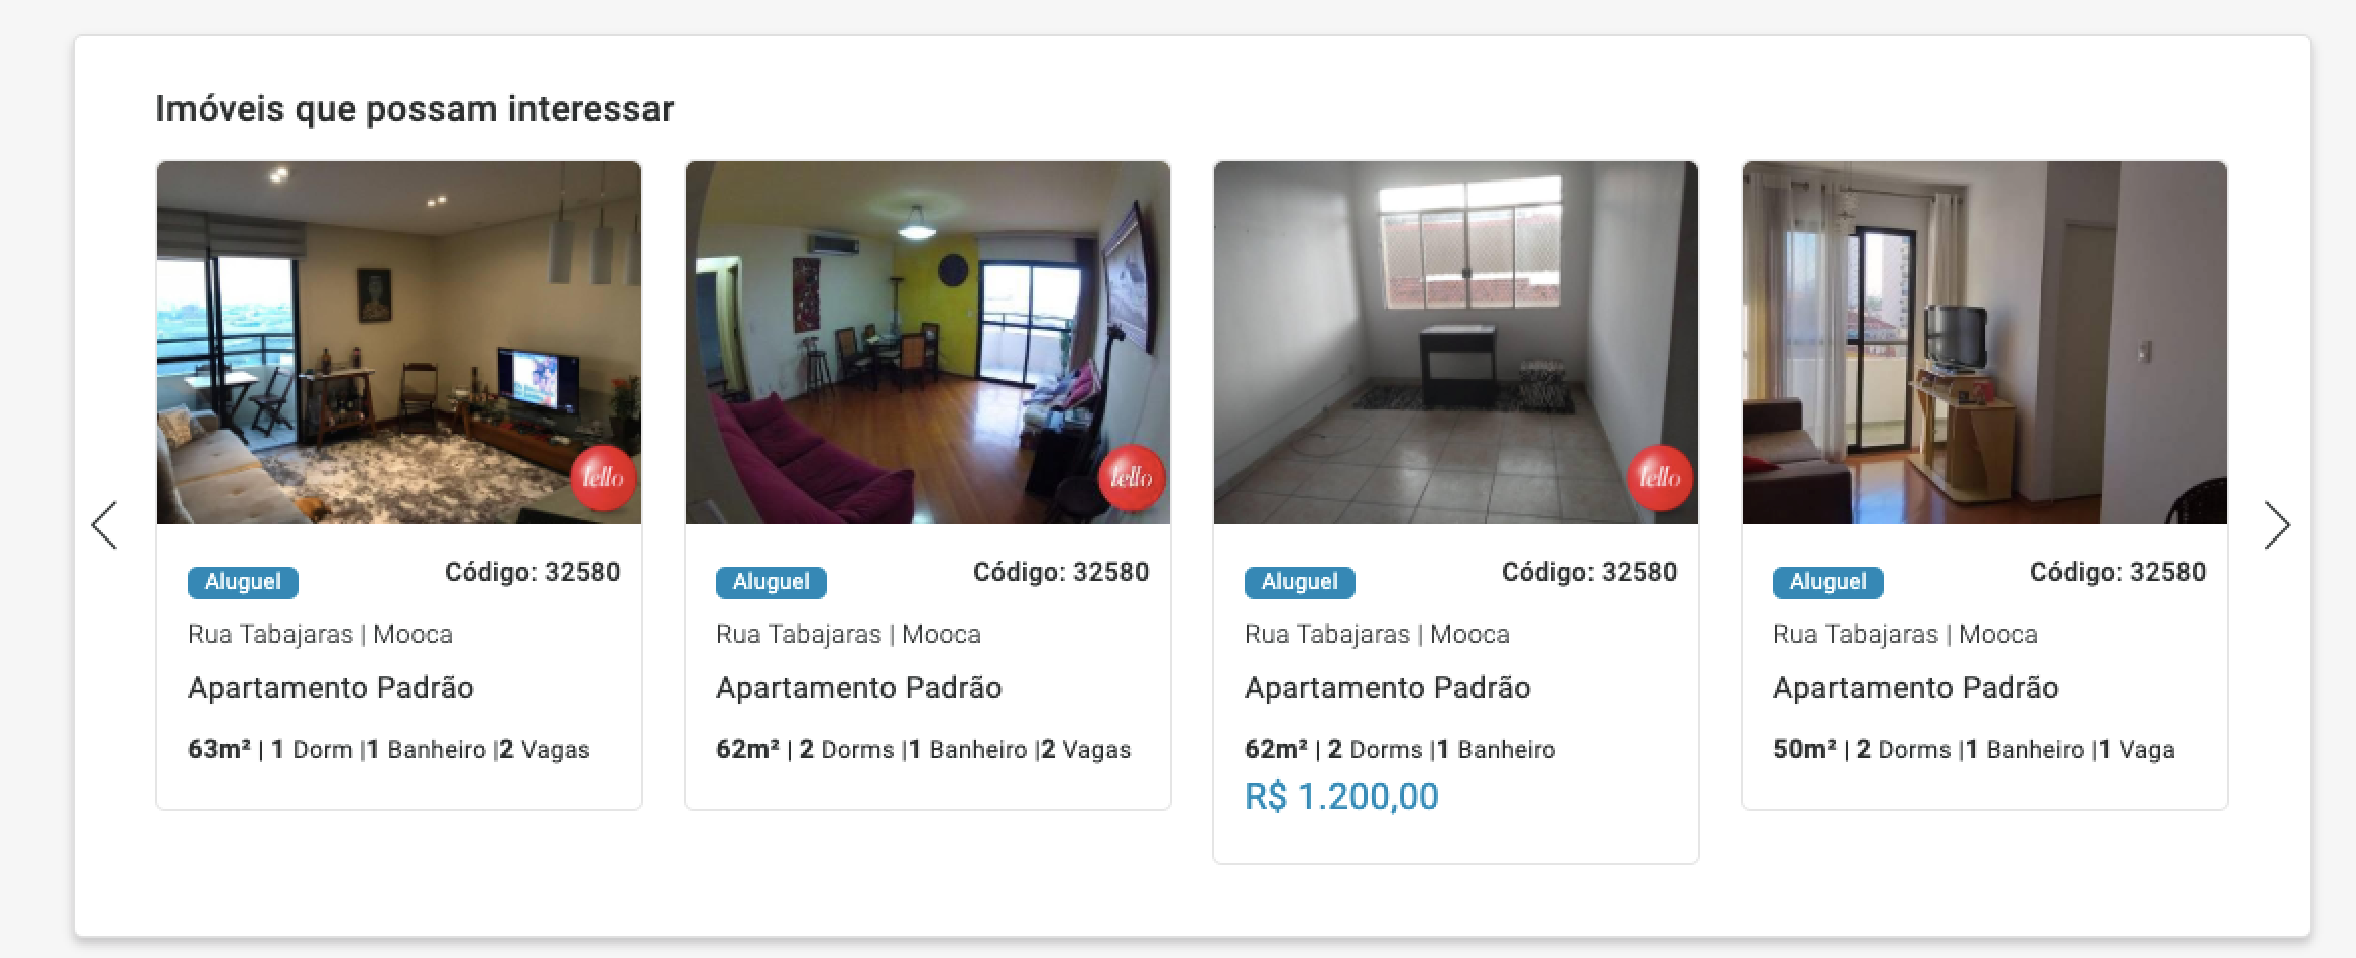 Imóveis que possam interessar
lello
lello
lello
Aluguel
Código: 32580
Rua Tabajaras | Mooca
Apartamento Padrão
63m² | 1 Dorm |1 Banheiro |2 Vagas
Aluguel
Código: 32580
Rua Tabajaras | Mooca
Apartamento Padrão
62m² | 2 Dorms |1 Banheiro |2 Vagas
Aluguel
Código: 32580
Rua Tabajaras | Mooca
Apartamento Padrão
62m² | 2 Dorms |1 Banheiro
R$ 1.200,00
Aluguel
Código: 32580
Rua Tabajaras | Mooca
Apartamento Padrão
50m² | 2 Dorms |1 Banheiro |1 Vaga